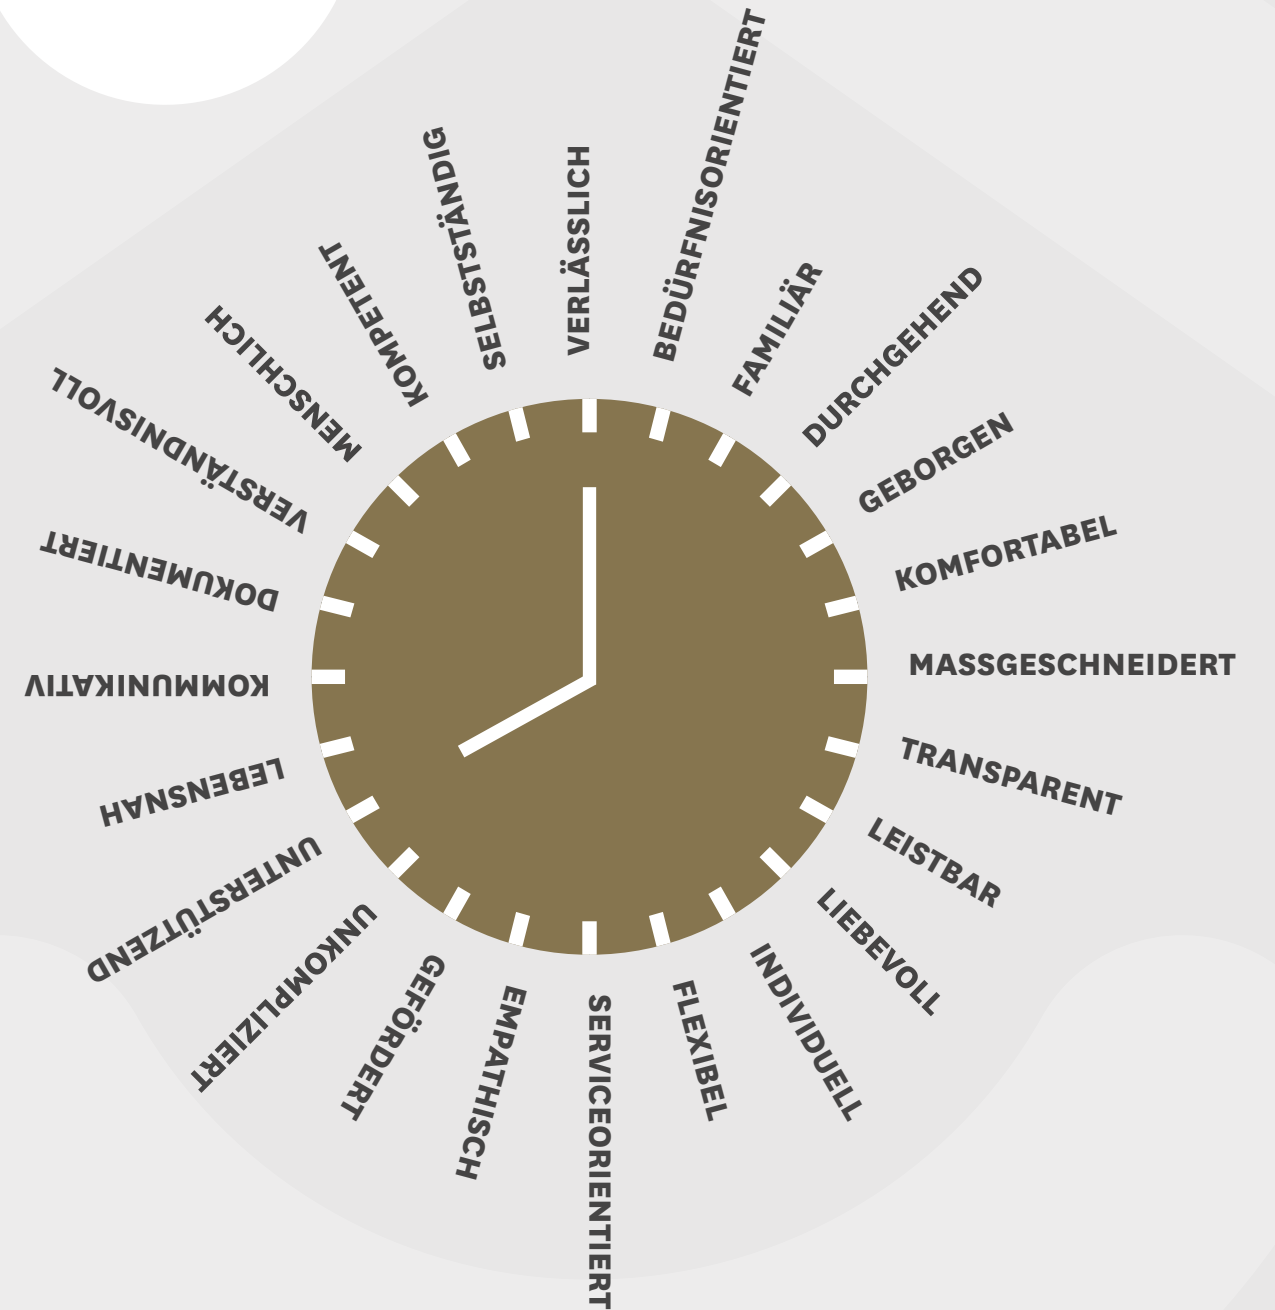 VERLÄSSLICH
BEDÜRFNISORIENTIERT
FAMILIÄR
DURCHGEHEND
GEBORGEN
KOMFORTABEL
MASSGESCHNEIDERT
TRANSPARENT
LEISTBAR
LIEBEVOLL
INDIVIDUELL
FLEXIBEL
SERVICEORIENTIERT
EMPATHISCH
GEFÖRDERT
UNKOMPLIZIERT
UNTERSTÜTZEND
LEBENSNAH
KOMMUNIKATIV
DOKUMENTIERT
VERSTÄNDNISVOLL
MENSCHLICH
KOMPETENT
SELBSTSTÄNDIG